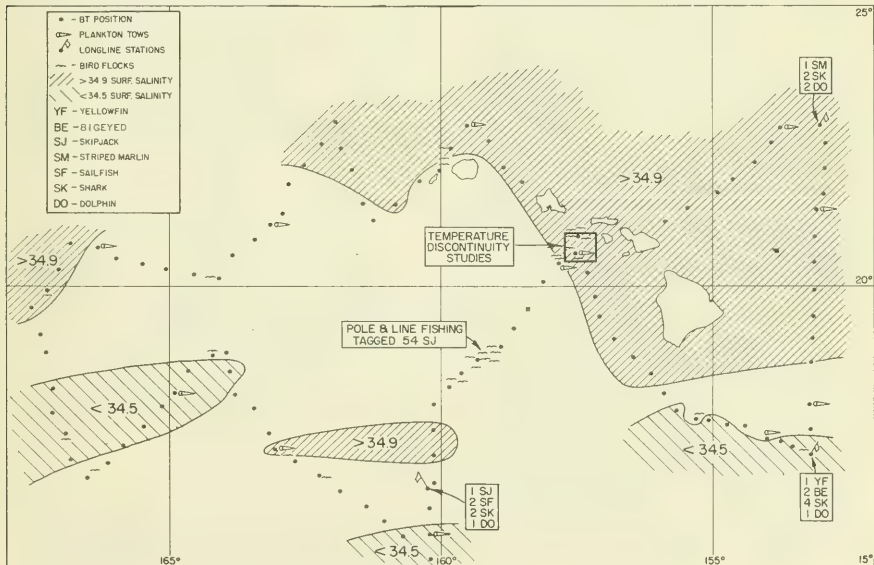 25°
• - BT POSITION
- PLANKTON TOWS
- LONGLINE STATIONS
- BIRD FLOCKS
>34 9 SURF. SALINITY
<34.5 SURF. SALINITY
YF - YELLOWFIN
BE - BIGEYED
SJ - SKIPJACK
SM - STRIPED MARLIN
SF - SAILFISH
SK - SHARK
DO - DOLPHIN
1 SM
2 SK
2 DO
>34.9
TEMPERATURE
DISCONTINUITY
STUDIES
>34.9
20°
POLE & LINE FISHING
TAGGED 54 SJ
<34.5
>34.9
<34.5
1 SJ
2 SF
2 SK
1 DO
1 YF
2 BE
4 SK
1 DO
<34.5
165°
160°
155°
15°